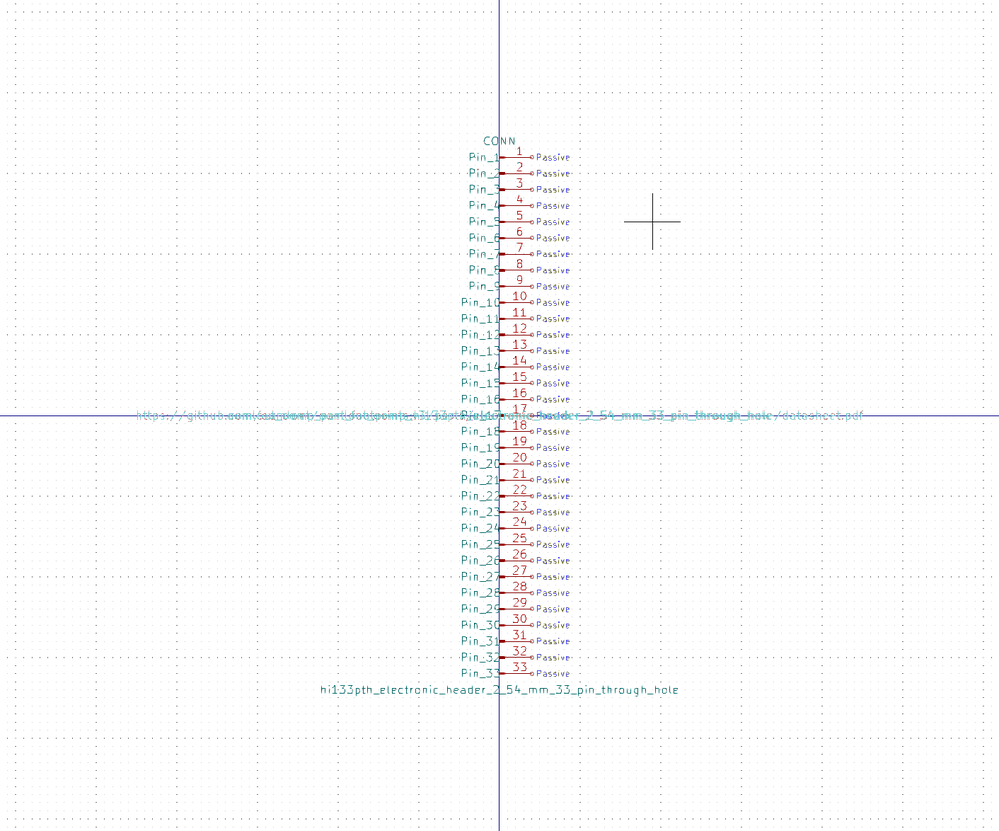 CONN
Pin_1 1 Passive
Pin_2 2 Passive
Pin_3 3 Passive
Pin_4 4 Passive
Pin_5 5 Passive
Pin_6 6 Passive
Pin_7 7 Passive
Pin_8 8 Passive
Pin_9 9 Passive
Pin_10 10 Passive
Pin_11 11 Passive
Pin_12 12 Passive
Pin_13 13 Passive
Pin_14 14 Passive
Pin_15 15 Passive
Pin_16 16 Passive
17
Pin_18 18 Passive
Pin_19 19 Passive
Pin_20 20 Passive
Pin_21 21 Passive
Pin_22 22 Passive
Pin_23 23 Passive
Pin_24 24 Passive
Pin_25 25 Passive
Pin_26 26 Passive
Pin_27 27 Passive
Pin_28 28 Passive
Pin_29 29 Passive
Pin_30 30 Passive
Pin_31 31 Passive
Pin_32 32 Passive
Pin_33 33 Passive
hi133pth_electronic_header_2_54_mm_33_pin_through_hole